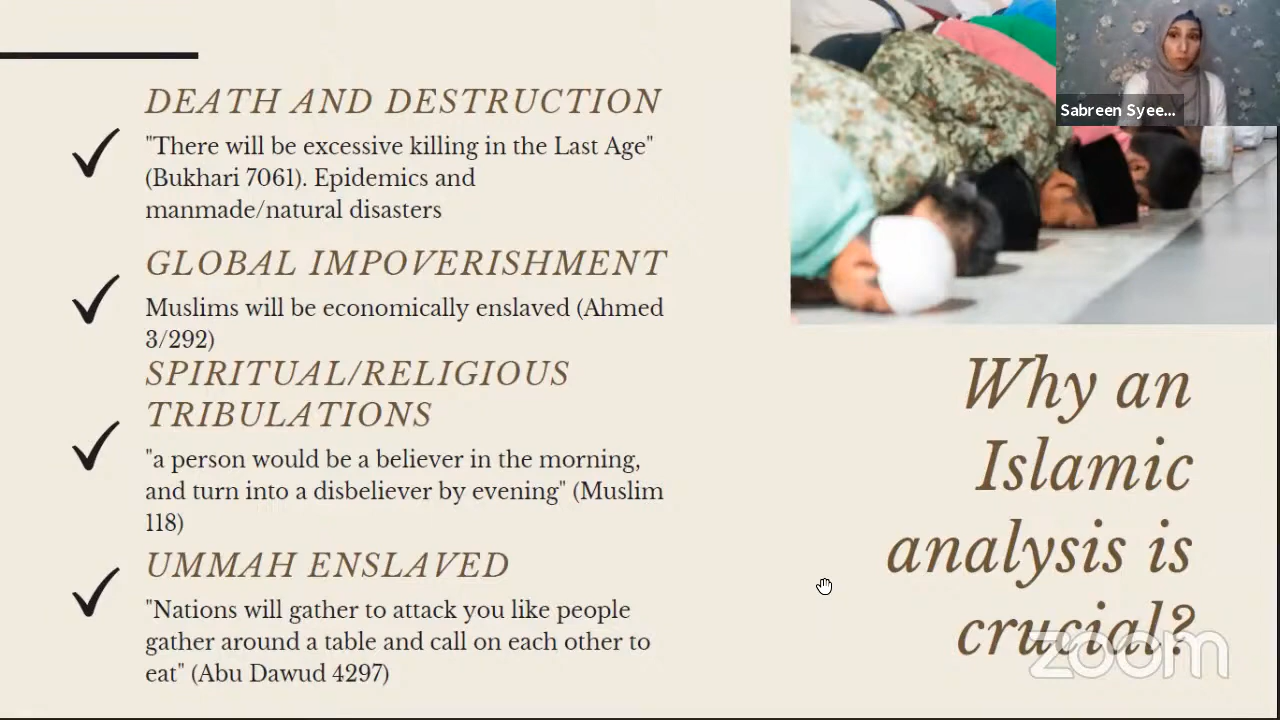 DEATH AND DESTRUCTION
"There will be excessive killing in the Last Age"
(Bukhari 7061). Epidemics and
manmade/natural disasters
GLOBAL IMPOVERISHMENT
Muslims will be economically enslaved (Ahmed
3/292)
SPIRITUAL/RELIGIOUS
TRIBULATIONS
"a person would be a believer in the morning,
and turn into a disbeliever by evening" (Muslim
118)
UMMAH ENSLAVED
"Nations will gather to attack you like people
gather around a table and call on each other to
eat" (Abu Dawud 4297)
Sabreen Syee...
Why an
Islamic
analysis is
crucial?
zoom